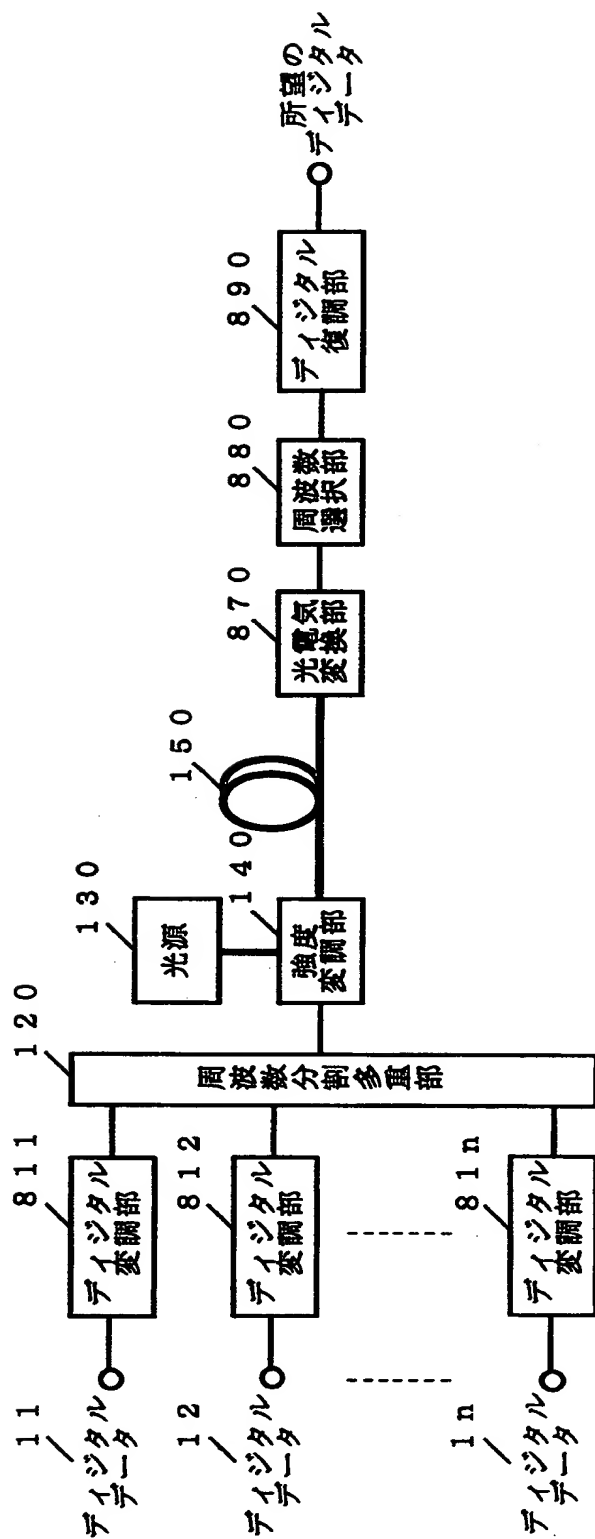 11
ディジタル
データ
811
ディジタル
変調部
12
ディジタル
データ
812
ディジタル
変調部
1n
ディジタル
データ
81n
ディジタル
変調部
120
周波数分割多重部
130
光源
140
強度
変調部
150
870
光電気
変換部
880
周波数
選択部
890
ディジタル
復調部
所望の
ディジタル
データ